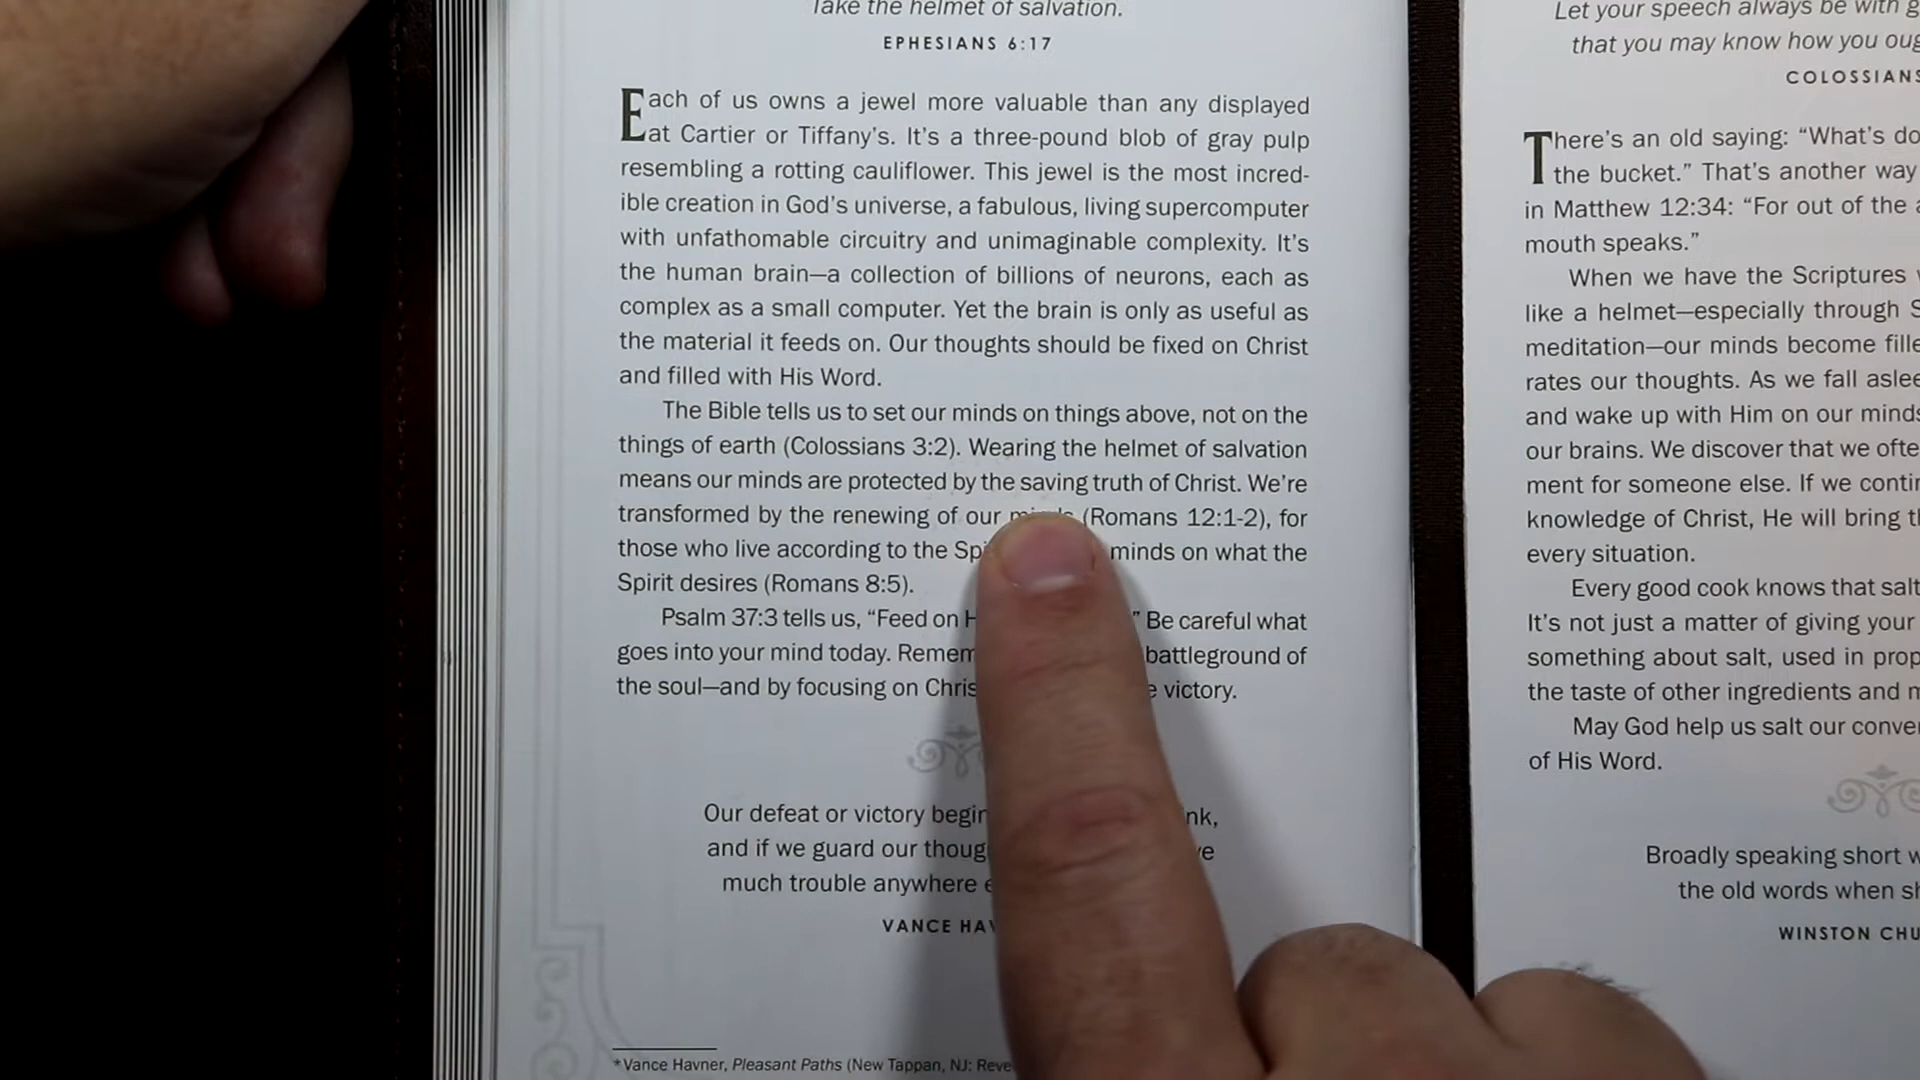 Take the helmet of salvation.
EPHESIANS 6:17
Each of us owns a jewel more valuable than any displayed
at Cartier or Tiffany's. It's a three-pound blob of gray pulp
resembling a rotting cauliflower. This jewel is the most incred-
ible creation in God's universe, a fabulous, living supercomputer
with unfathomable circuitry and unimaginable complexity. It's
the human brain—a collection of billions of neurons, each as
complex as a small computer. Yet the brain is only as useful as
the material it feeds on. Our thoughts should be fixed on Christ
and filled with His Word.
The Bible tells us to set our minds on things above, not on the
things of earth (Colossians 3:2). Wearing the helmet of salvation
means our minds are protected by the saving truth of Christ. We're
transformed by the renewing of our minds (Romans 12:1-2), for
those who live according to the minds on what the
Spirit desires (Romans 8:5).
Psalm 37:3 tells us, "Feed on " Be careful what
goes into your mind today. battleground of
the soul—and by focusing on victory.
Our defeat or victory
and if we guard our
much trouble anywhere
VANCE
*Vance Havner, Pleasant Paths (New Tappan, NJ:
Let your speech always be with
that you may know how you
COLOSSIANS
There's an old saying: "What's
the bucket." That's another way
in Matthew 12:34: "For out of the
mouth speaks."
When we have the Scriptures
like a helmet—especially through
meditation—our minds become
rates our thoughts. As we fall
and wake up with Him on our
our brains. We discover that we
ment for someone else. If we
knowledge of Christ, He will bring
every situation.
Every good cook knows that salt
It's not just a matter of giving your
something about salt, used in
the taste of other ingredients and
May God help us salt our
of His Word.
Broadly speaking short
the old words when
WINSTON